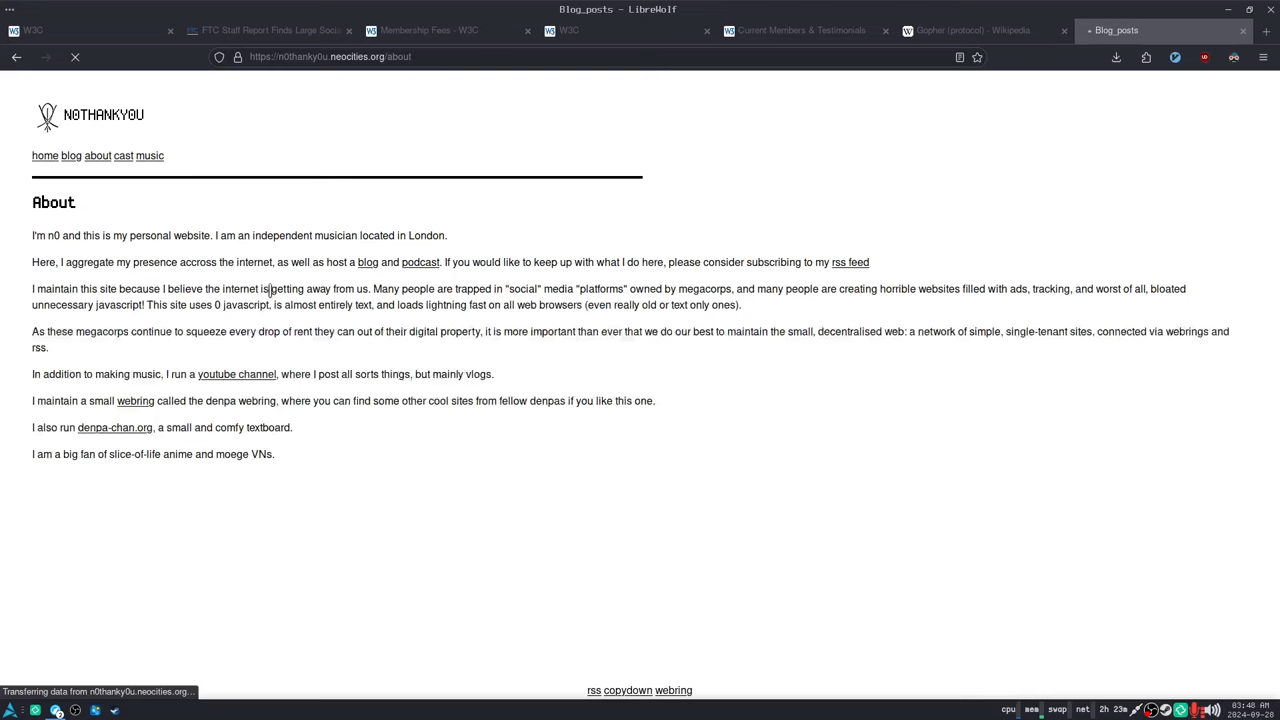 Blog_posts – LibreWolf
W3C
FTC Staff Report Finds Large Soci
Membership Fees - W3C
W3C
Current Members & Testimonials
Gopher (protocol) - Wikipedia
Blog_posts
https://n0thanky0u.neocities.org/about
N0THANKY0U
home blog about cast music
About
I'm n0 and this is my personal website. I am an independent musician located in London.
Here, I aggregate my presence accross the internet, as well as host a blog and podcast. If you would like to keep up with what I do here, please consider subscribing to my rss feed
I maintain this site because I believe the internet is getting away from us. Many people are trapped in "social" media "platforms" owned by megacorps, and many people are creating horrible websites filled with ads, tracking, and worst of all, bloated
unnecessary javascript! This site uses 0 javascript, is almost entirely text, and loads lightning fast on all web browsers (even really old or text only ones).
As these megacorps continue to squeeze every drop of rent they can out of their digital property, it is more important than ever that we do our best to maintain the small, decentralised web: a network of simple, single-tenant sites, connected via webrings and
rss.
In addition to making music, I run a youtube channel, where I post all sorts things, but mainly vlogs.
I maintain a small webring called the denpa webring, where you can find some other cool sites from fellow denpas if you like this one.
I also run denpa-chan.org, a small and comfy textboard.
I am a big fan of slice-of-life anime and moege VNs.
rss copydown webring
Transferring data from n0thanky0u.neocities.org…
cpu mem swap net 2h 23m 03:48 AM
2024-09-28